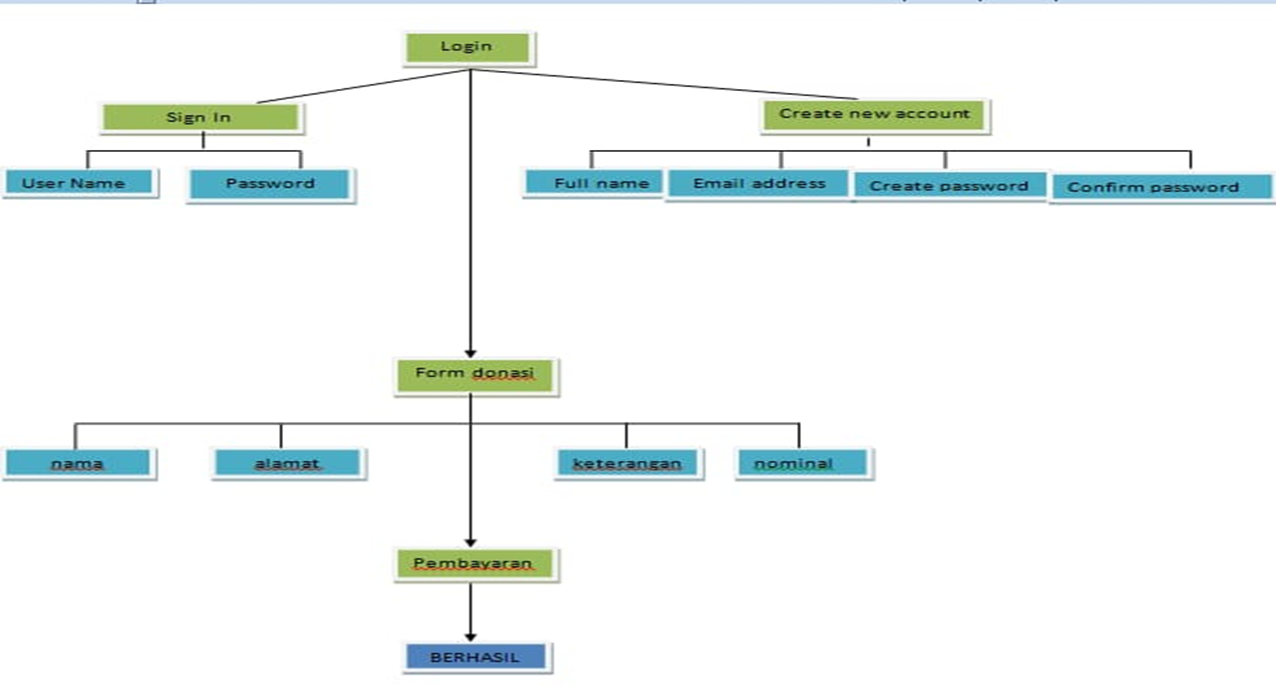 Login
Sign In
Create new account
User Name
Password
Full name
Email address
Create password
Confirm password
Form donasi
nama
alamat
keterangan
nominal
Pembayaran
BERHASIL